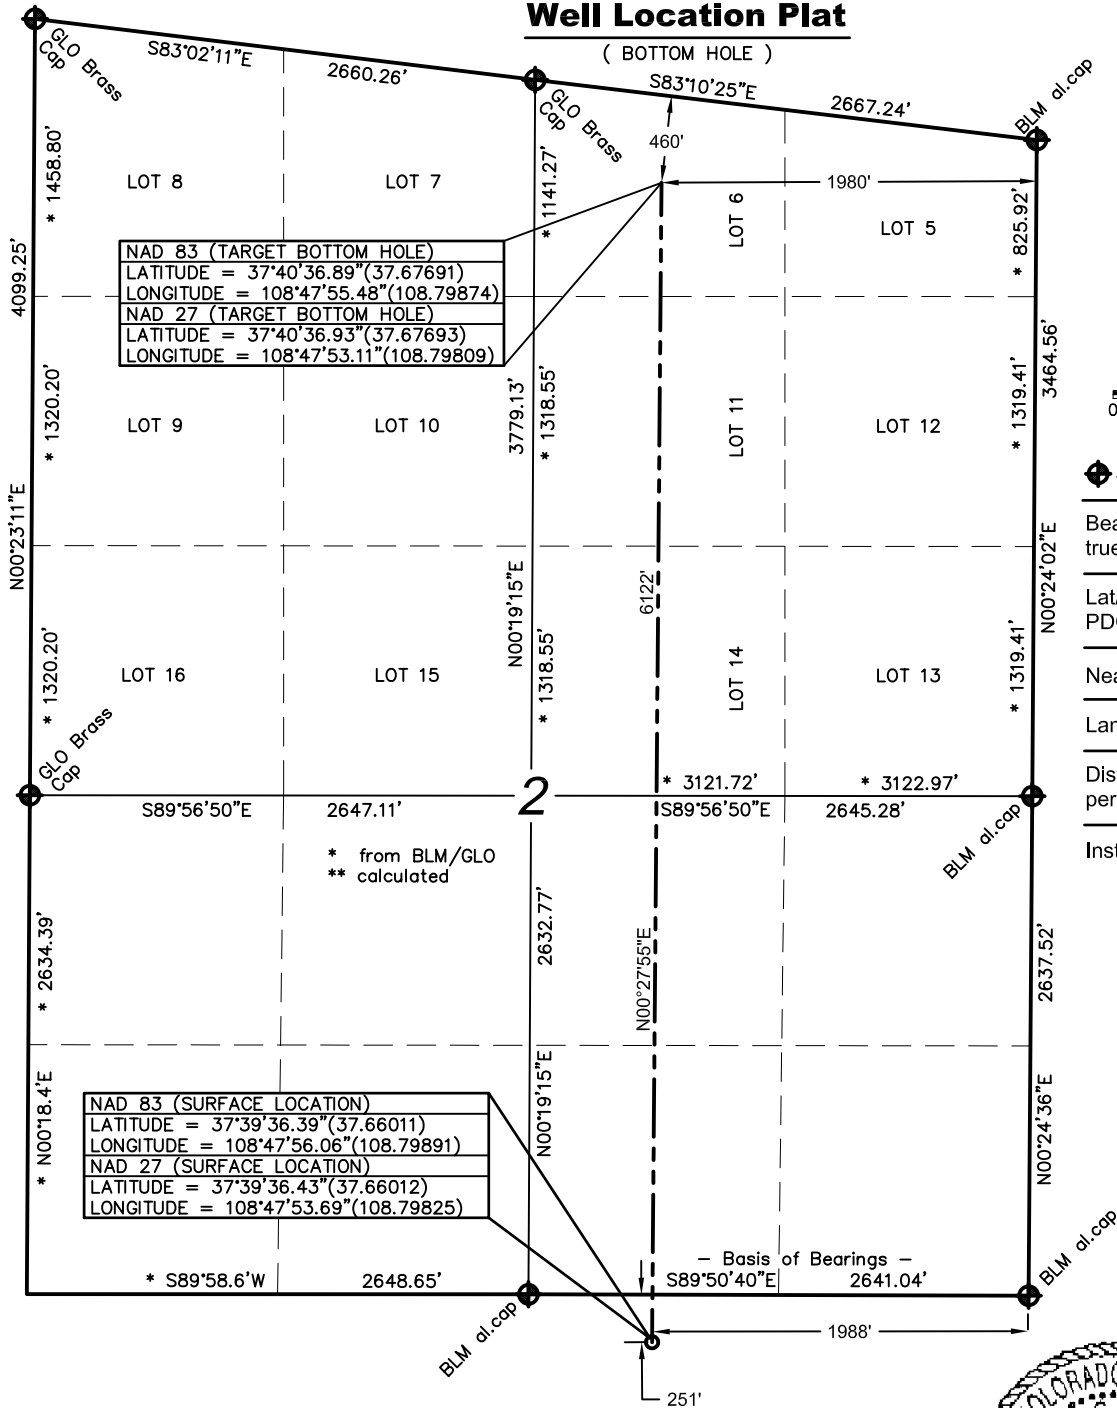 Well Location Plat
( BOTTOM HOLE )
GLO Brass
Cap
S83°02'11"E
2660.26'
GLO Brass
Cap
S83°10'25"E
2667.24'
BLM al.cap
* 1458.80'
LOT 8
LOT 7
* 1141.27'
460'
1980'
LOT 6
LOT 5
* 825.92'
4099.25'
NAD 83 (TARGET BOTTOM HOLE)
LATITUDE = 37°40'36.89"(37.67691)
LONGITUDE = 108°47'55.48"(108.79874)
NAD 27 (TARGET BOTTOM HOLE)
LATITUDE = 37°40'36.93"(37.67693)
LONGITUDE = 108°47'53.11"(108.79809)
* 1320.20'
LOT 9
LOT 10
3779.13'
* 1318.55'
LOT 11
LOT 12
* 1319.41'
3464.56'
0
N00°23'11"E
Bea
true
N00°24'02"E
N00°19'15"E
6122'
Lat/
PDO
* 1320.20'
LOT 16
LOT 15
* 1318.55'
LOT 14
LOT 13
* 1319.41'
Nea
Lan
GLO Brass
Cap
* 3121.72'
* 3122.97'
Dis
per
2
S89°56'50"E
2647.11'
S89°56'50"E
2645.28'
BLM al.cap
* from BLM/GLO
** calculated
Inst
* 2634.39'
2632.77'
N00°27'55"E
2637.52'
* N00°18.4'E
N00°19'15"E
N00°24'36"E
NAD 83 (SURFACE LOCATION)
LATITUDE = 37°39'36.39"(37.66011)
LONGITUDE = 108°47'56.06"(108.79891)
NAD 27 (SURFACE LOCATION)
LATITUDE = 37°39'36.43"(37.66012)
LONGITUDE = 108°47'53.69"(108.79825)
* S89°58.6'W
2648.65'
– Basis of Bearings –
S89°50'40"E
2641.04'
BLM al.cap
BLM al.cap
1988'
251'
COLORADO